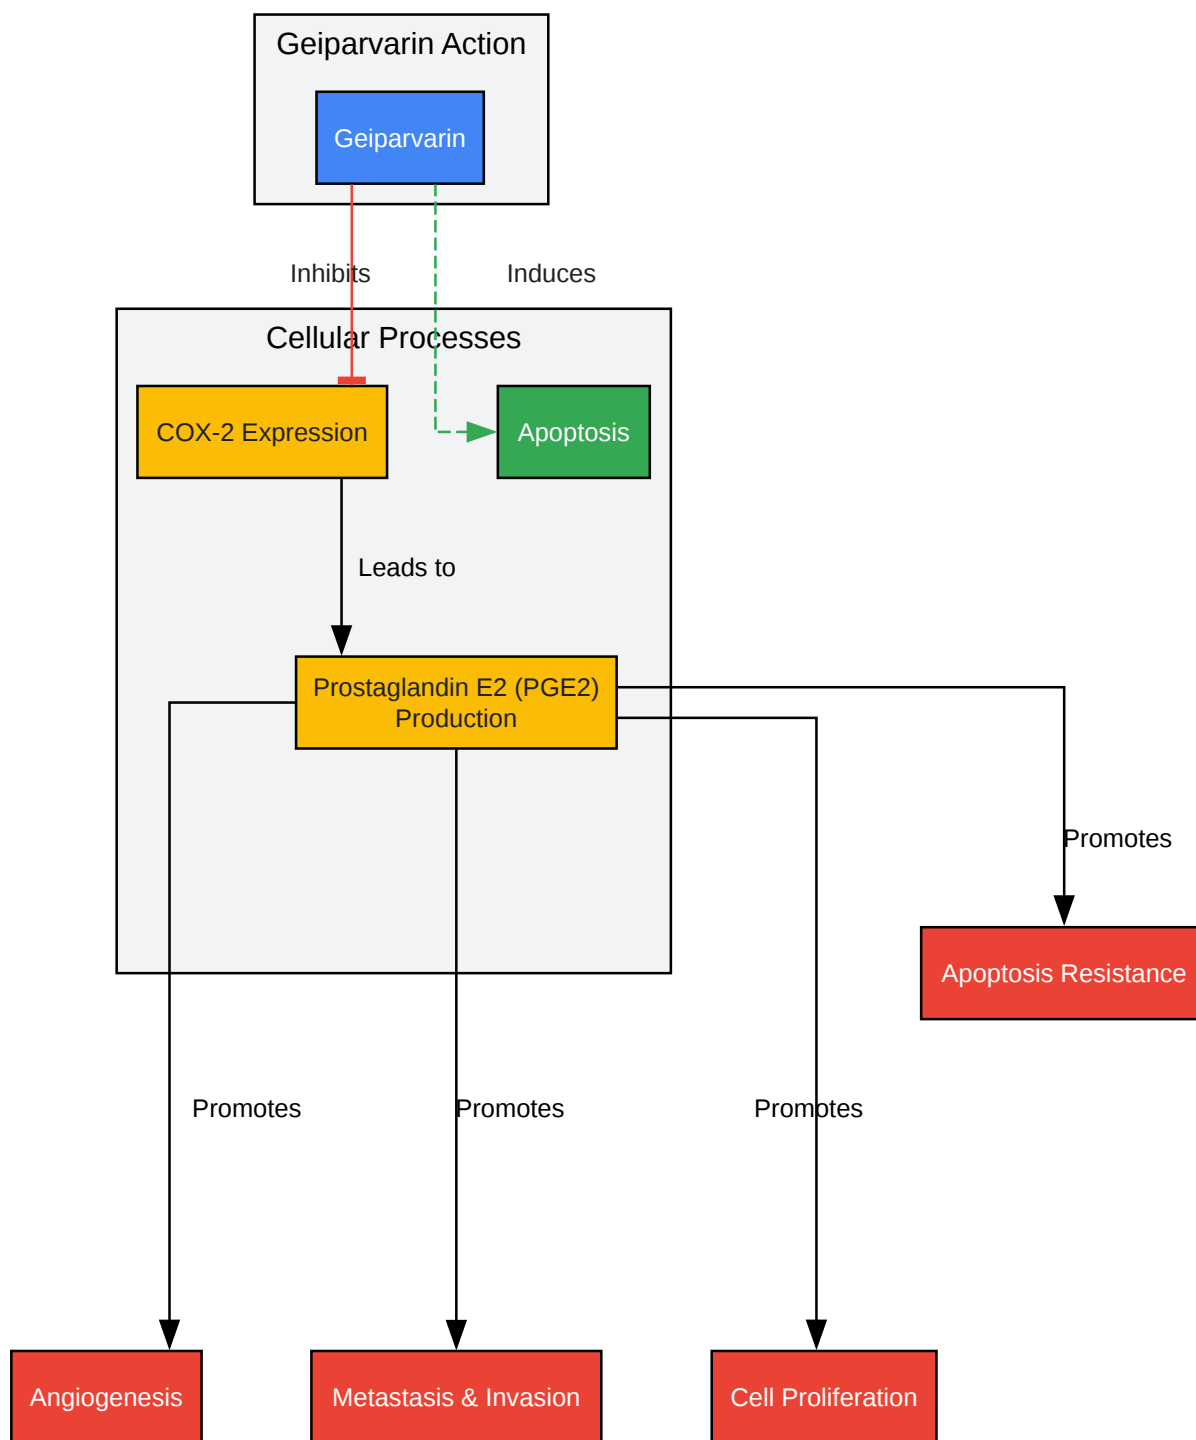 Geiparvarin Action
Geiparvarin
Inhibits
Induces
Cellular Processes
COX-2 Expression
Apoptosis
Leads to
Prostaglandin E2 (PGE2)
Production
Promotes
Apoptosis Resistance
Promotes
Promotes
Promotes
Angiogenesis
Metastasis & Invasion
Cell Proliferation